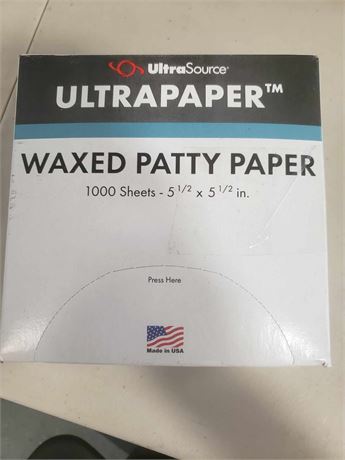 UltraSource®
ULTRAPAPER™
WAXED PATTY PAPER
1000 Sheets - 5 1/2 x 5 1/2 in.
Press Here
Made in USA